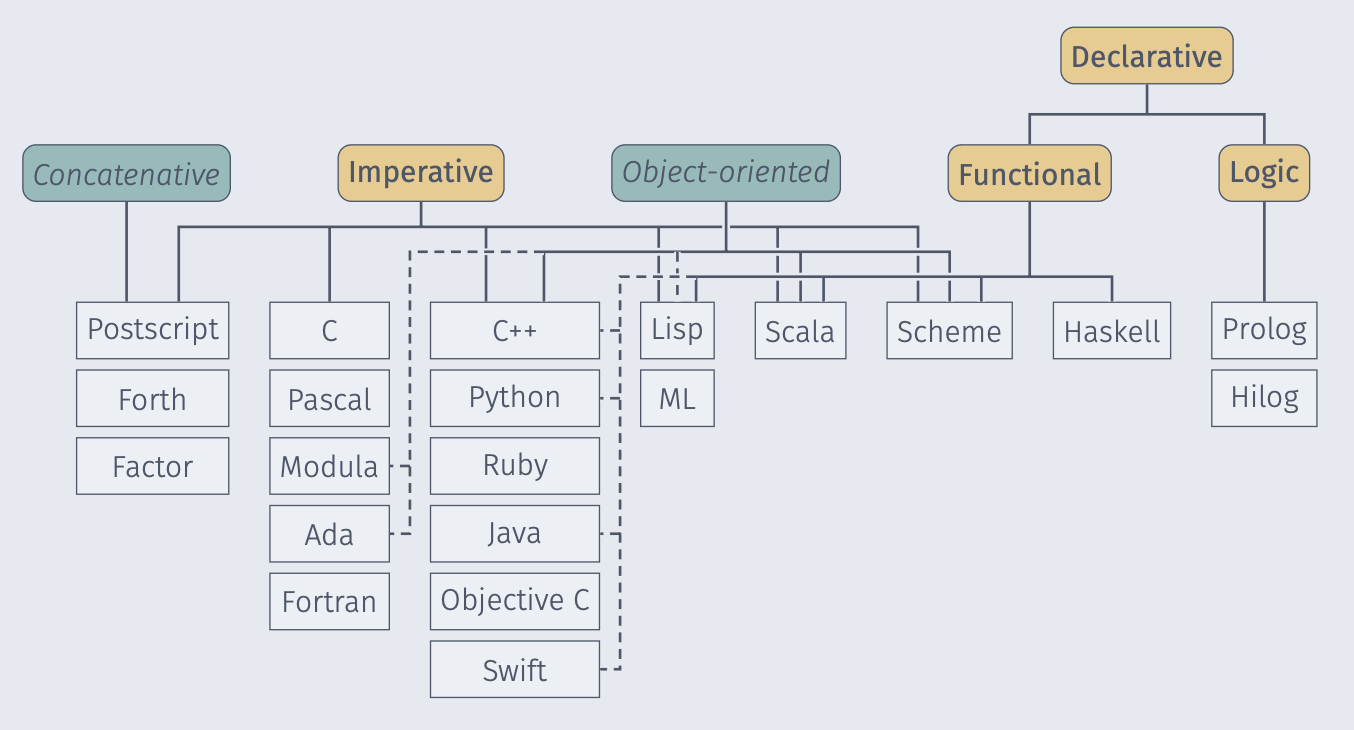 Declarative
Concatenative
Imperative
Object-oriented
Functional
Logic
Postscript
Forth
Factor
C
Pascal
Modula
Ada
Fortran
C++
Python
Ruby
Java
Objective C
Swift
Lisp
ML
Scala
Scheme
Haskell
Prolog
Hilog